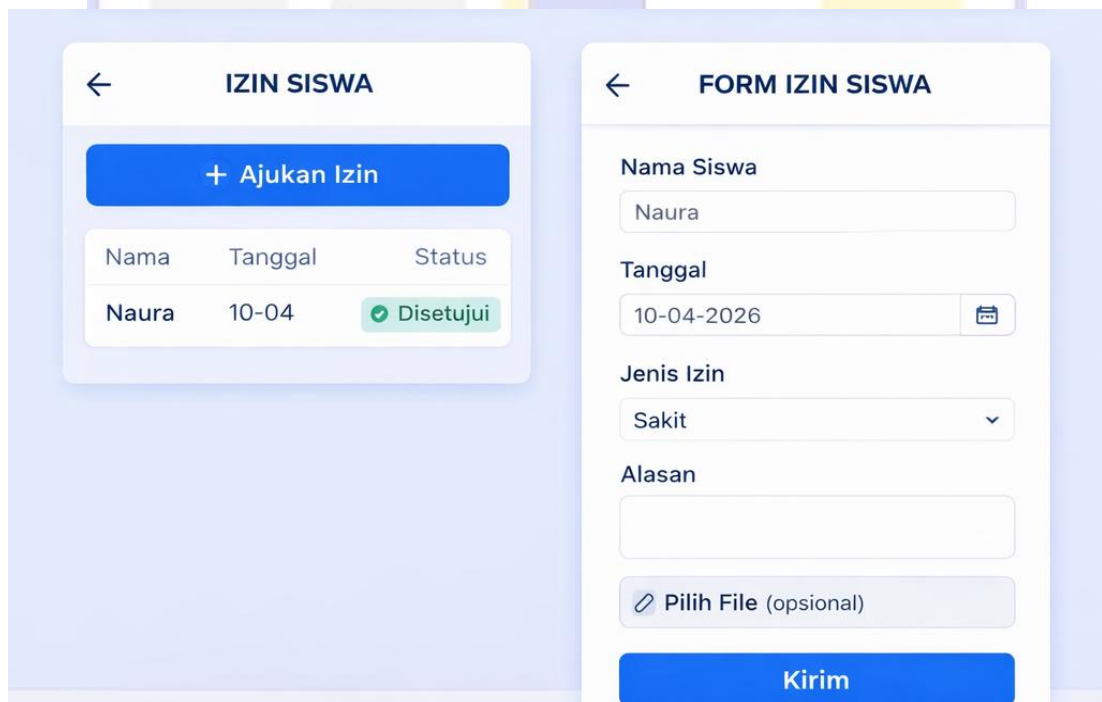 IZIN SISWA
+ Ajukan Izin
Nama Tanggal Status
Naura 10-04 Disetujui
FORM IZIN SISWA
Nama Siswa
Naura
Tanggal
10-04-2026
Jenis Izin
Sakit
Alasan
Pilih File (opsional)
Kirim